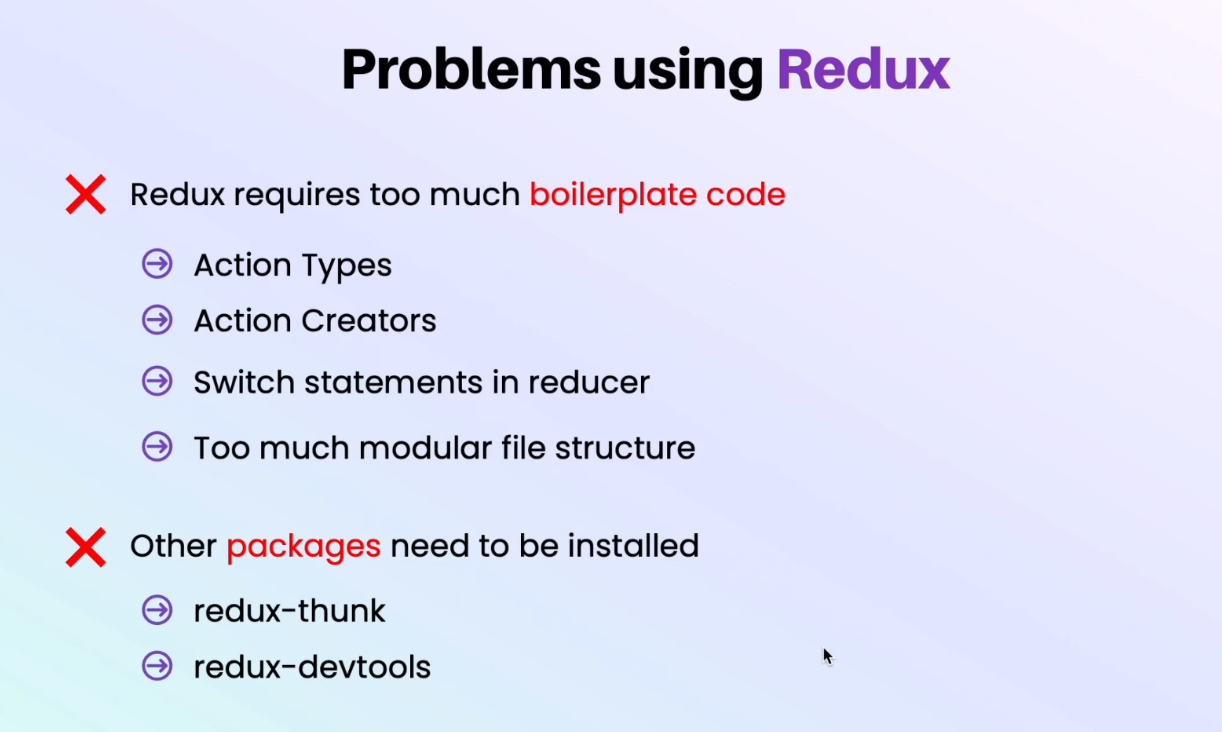 Problems using Redux
Redux requires too much boilerplate code
Action Types
Action Creators
Switch statements in reducer
Too much modular file structure
Other packages need to be installed
redux-thunk
redux-devtools